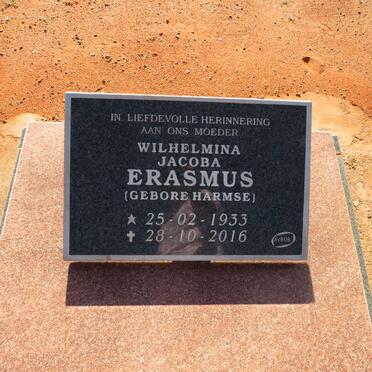 IN LIEFDEVOLLE HERINNERING
AAN ONS MOEDER
WILHELMINA
JACOBA
ERASMUS
(GEBORE HARMSE)
★ 25-02-1933
✝ 28-10-2016